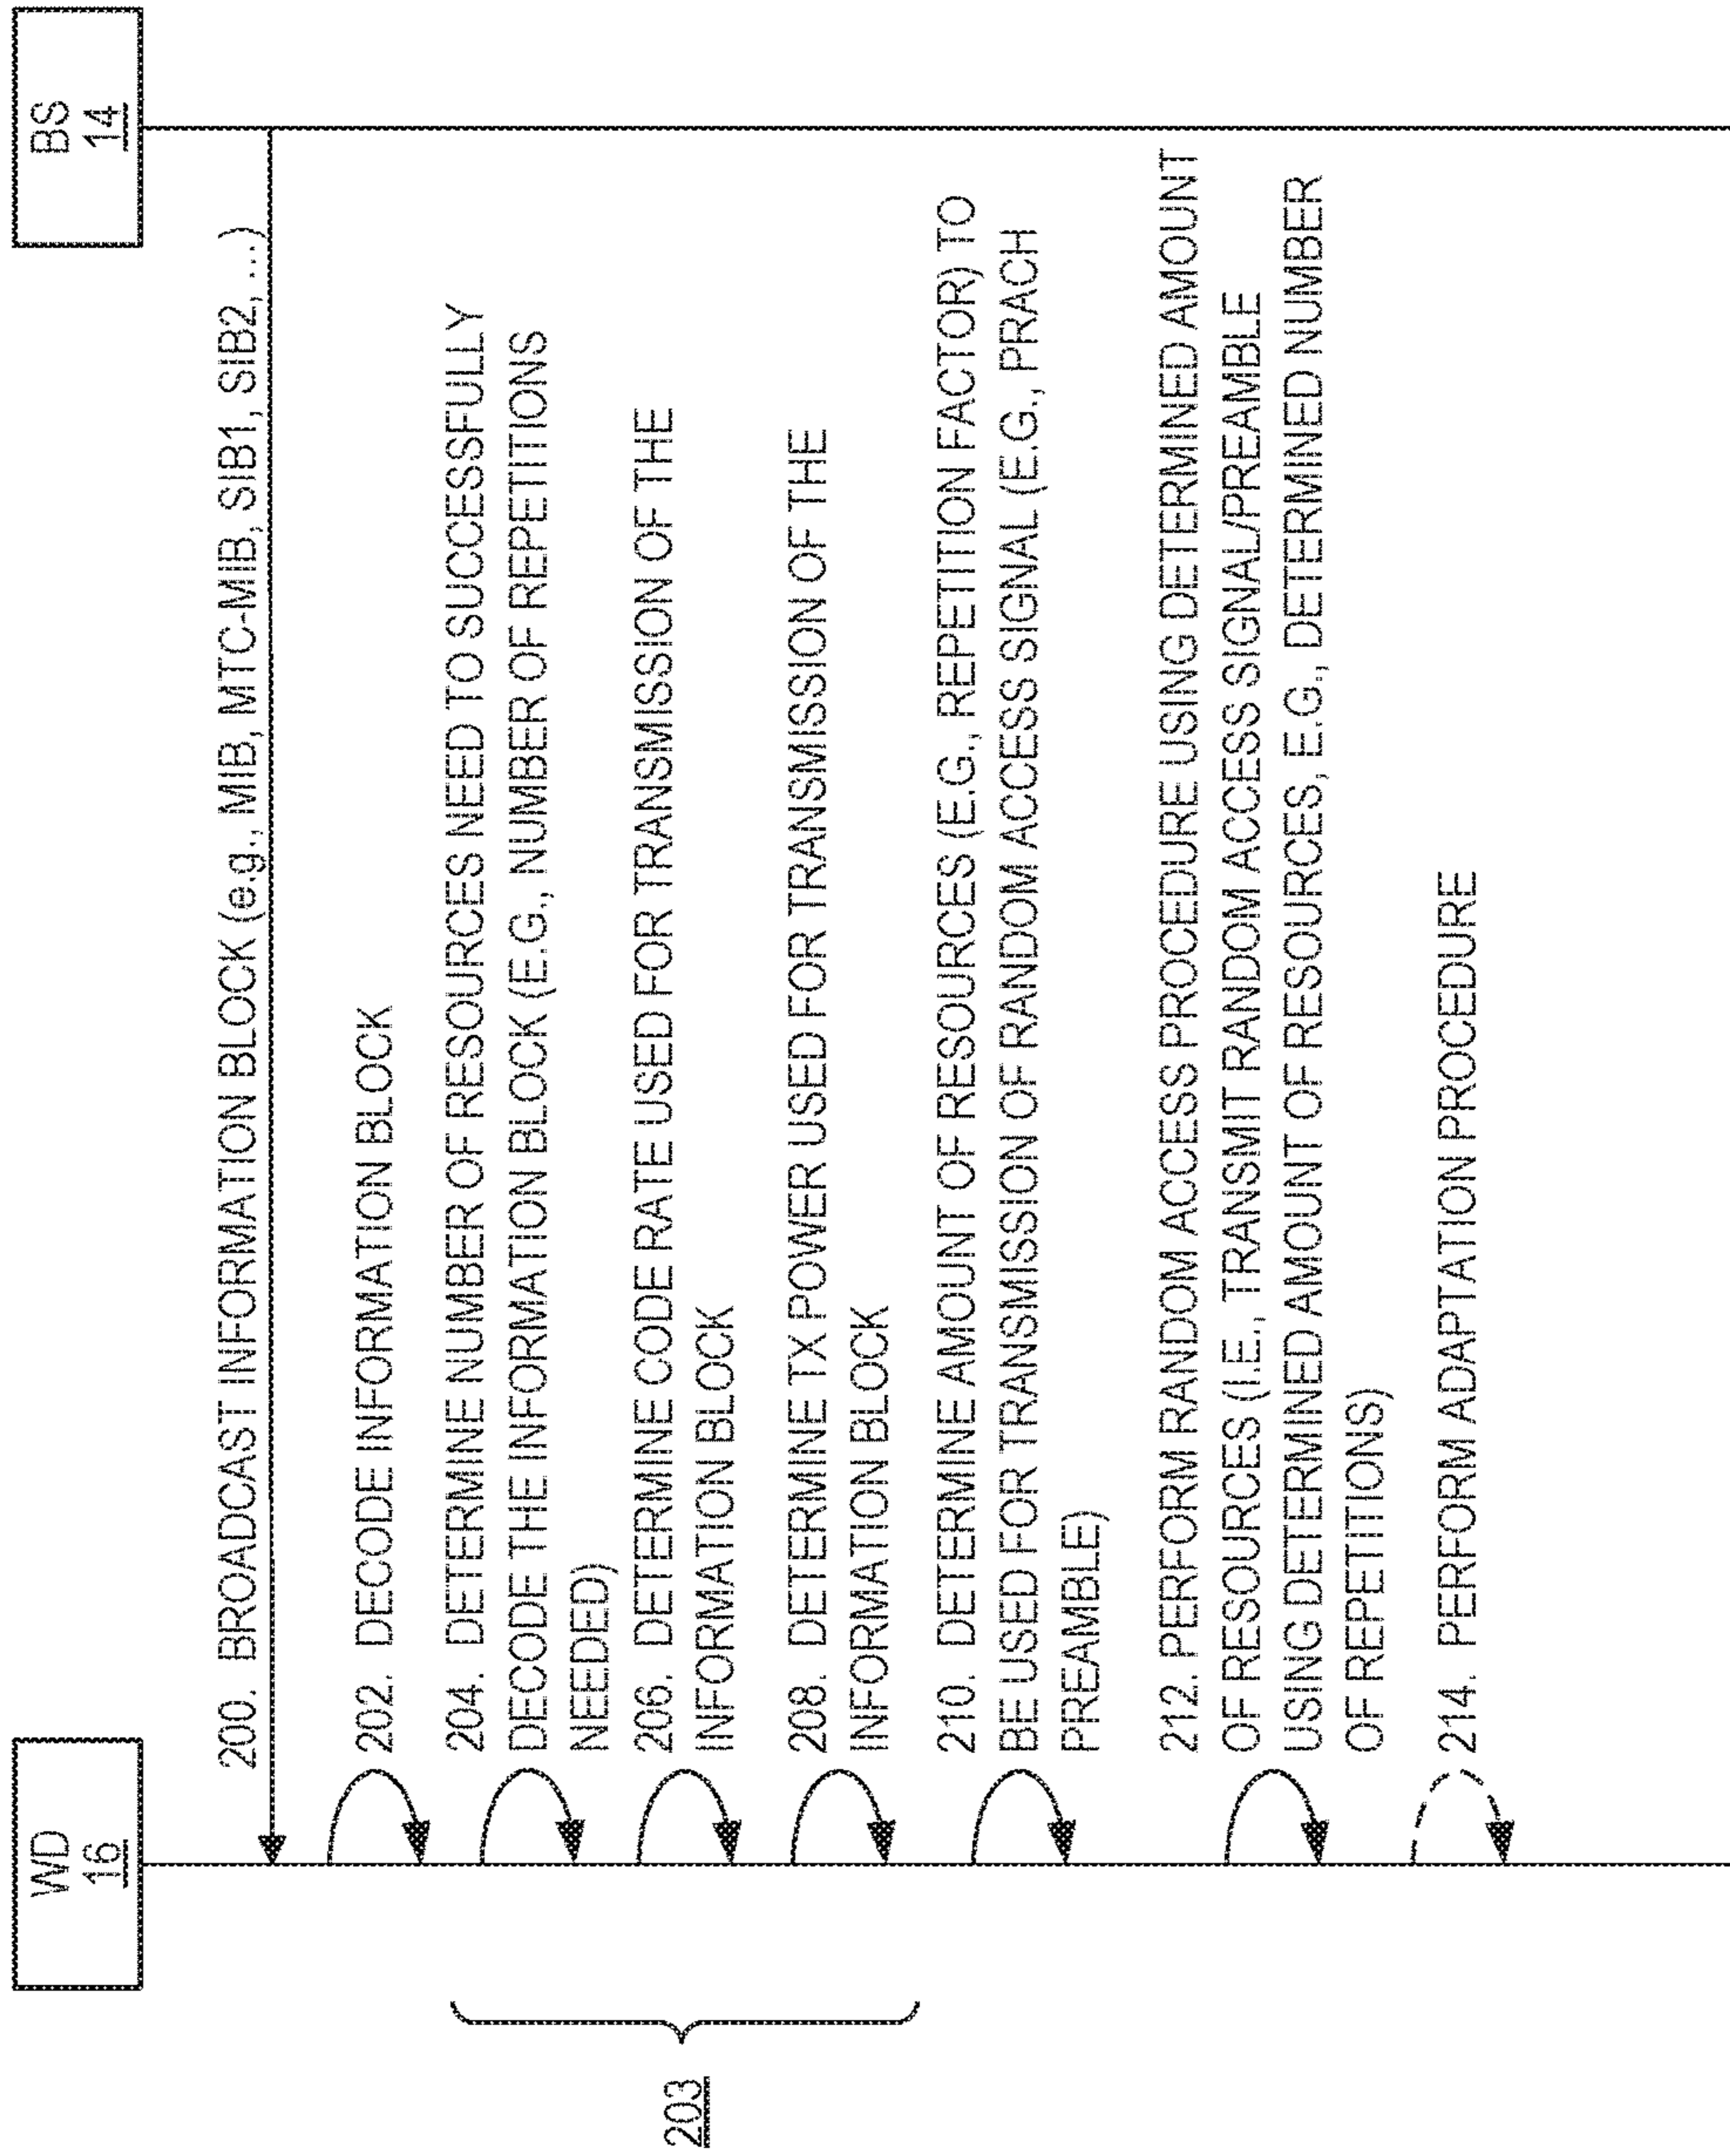 WD
16
BS
14
200. BROADCAST INFORMATION BLOCK (e.g., MIB, MTC-MIB, SIB1, SIB2, ...)
202. DECODE INFORMATION BLOCK
203
204. DETERMINE NUMBER OF RESOURCES NEED TO SUCCESSFULLY
DECODE THE INFORMATION BLOCK (E.G., NUMBER OF REPETITIONS
NEEDED)
206. DETERMINE CODE RATE USED FOR TRANSMISSION OF THE
INFORMATION BLOCK
208. DETERMINE TX POWER USED FOR TRANSMISSION OF THE
INFORMATION BLOCK
210. DETERMINE AMOUNT OF RESOURCES (E.G., REPETITION FACTOR) TO
BE USED FOR TRANSMISSION OF RANDOM ACCESS SIGNAL (E.G., PRACH
PREAMBLE)
212. PERFORM RANDOM ACCESS PROCEDURE USING DETERMINED AMOUNT
OF RESOURCES (I.E., TRANSMIT RANDOM ACCESS SIGNAL/PREAMBLE
USING DETERMINED AMOUNT OF RESOURCES, E.G., DETERMINED NUMBER
OF REPETITIONS)
214. PERFORM ADAPTATION PROCEDURE